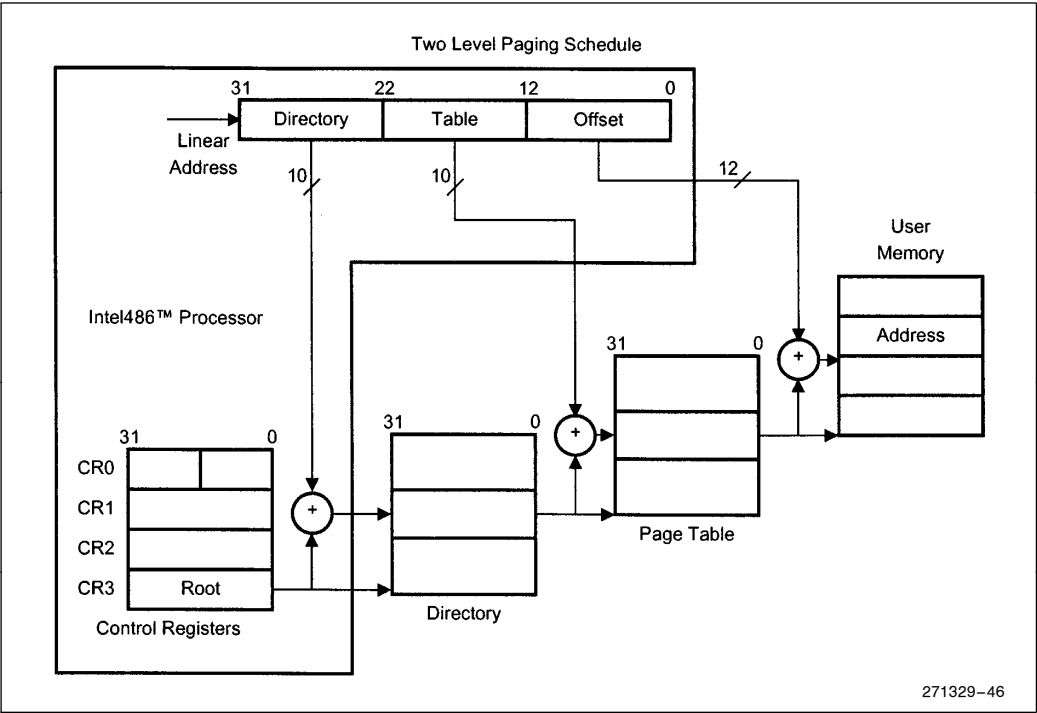 Two Level Paging Schedule
31 22 12 0
Directory Table Offset
Linear
Address
10 10 12
User
Memory
Intel486™ Processor
Address
31 0
31 0
31 0
CR0
CR1
CR2
CR3 Root
Control Registers
Directory
Page Table
+
+
+
271329–46